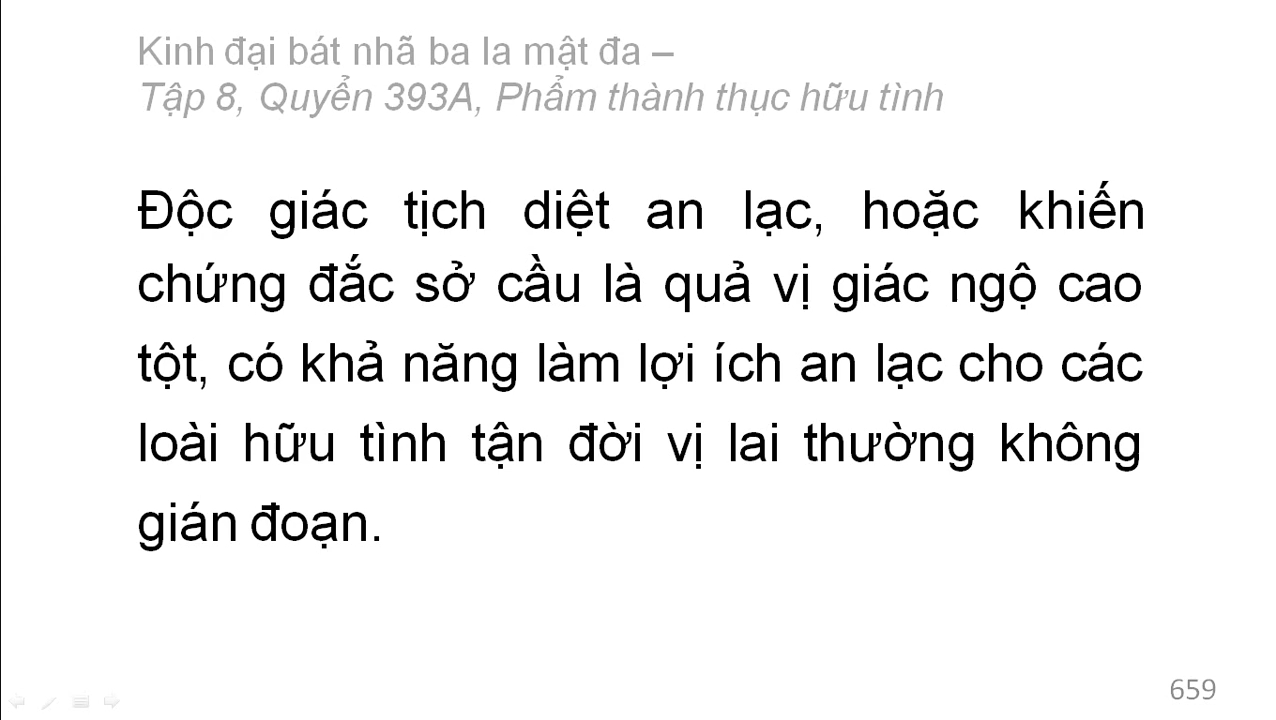 Kinh đại bát nhã ba la mật đa –
Tập 8, Quyển 393A, Phẩm thành thục hữu tình
Độc giác tịch diệt an lạc, hoặc khiến
chứng đắc sở cầu là quả vị giác ngộ cao
tột, có khả năng làm lợi ích an lạc cho các
loài hữu tình tận đời vị lai thường không
gián đoạn.
659